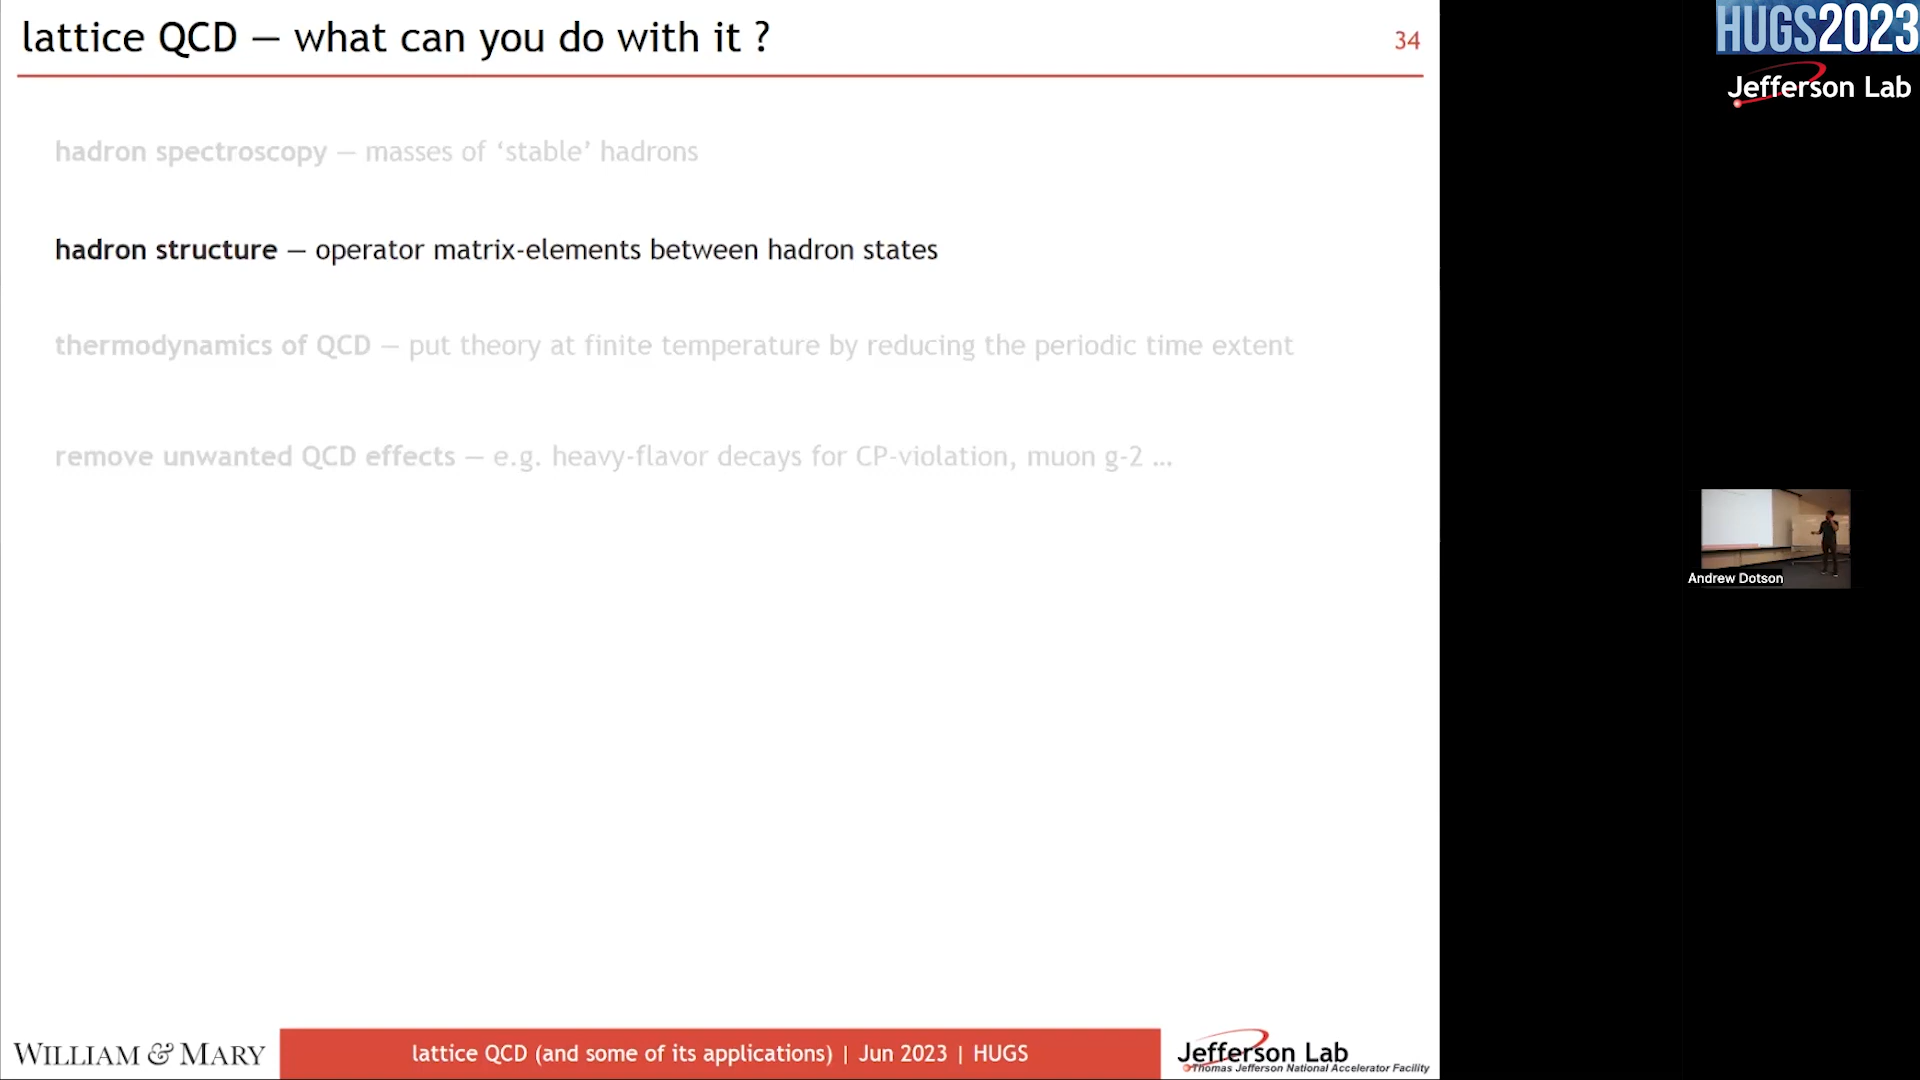 lattice QCD — what can you do with it ?
34
hadron spectroscopy — masses of ‘stable’ hadrons
hadron structure — operator matrix-elements between hadron states
thermodynamics of QCD — put theory at finite temperature by reducing the periodic time extent
remove unwanted QCD effects — e.g. heavy-flavor decays for CP-violation, muon g-2 ...
WILLIAM & MARY
lattice QCD (and some of its applications) | Jun 2023 | HUGS
Jefferson Lab
Thomas Jefferson National Accelerator Facility
HUGS2023
Jefferson Lab
Andrew Dotson